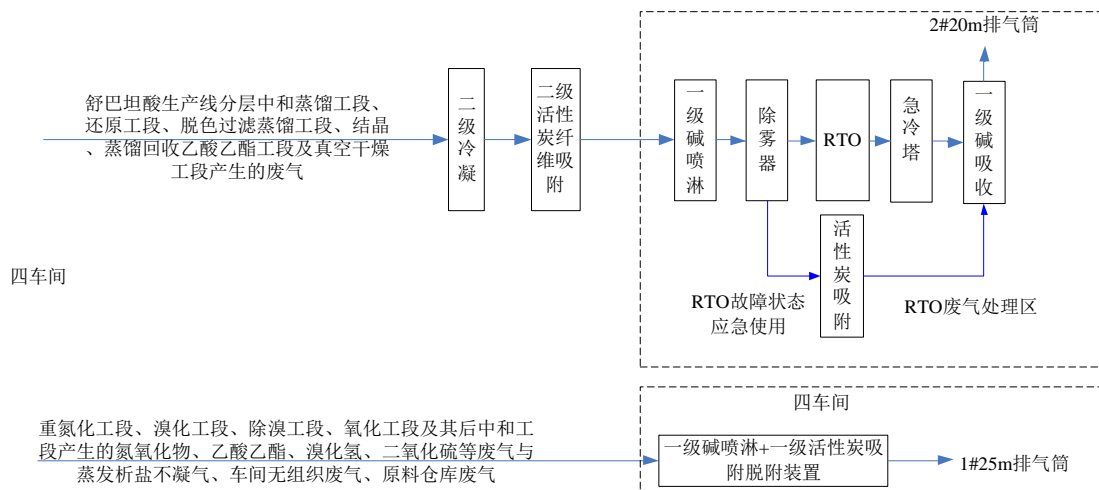 2#20m排气筒
舒巴坦酸生产线分层中和蒸馏工段、
还原工段、脱色过滤蒸馏工段、结晶
、蒸馏回收乙酸乙酯工段及真空干燥
工段产生的废气
二级冷凝
二级活性炭纤维吸附
一级碱喷淋
除雾器
RTO
急冷塔
一级碱吸收
活性炭吸附
四车间
RTO故障状态
应急使用
RTO废气处理区
四车间
重氮化工段、溴化工段、除溴工段、氧化工段及其后中和工
段产生的氮氧化物、乙酸乙酯、溴化氢、二氧化硫等废气与
蒸发析盐不凝气、车间无组织废气、原料仓库废气
一级碱喷淋+一级活性炭吸
附脱附装置
1#25m排气筒